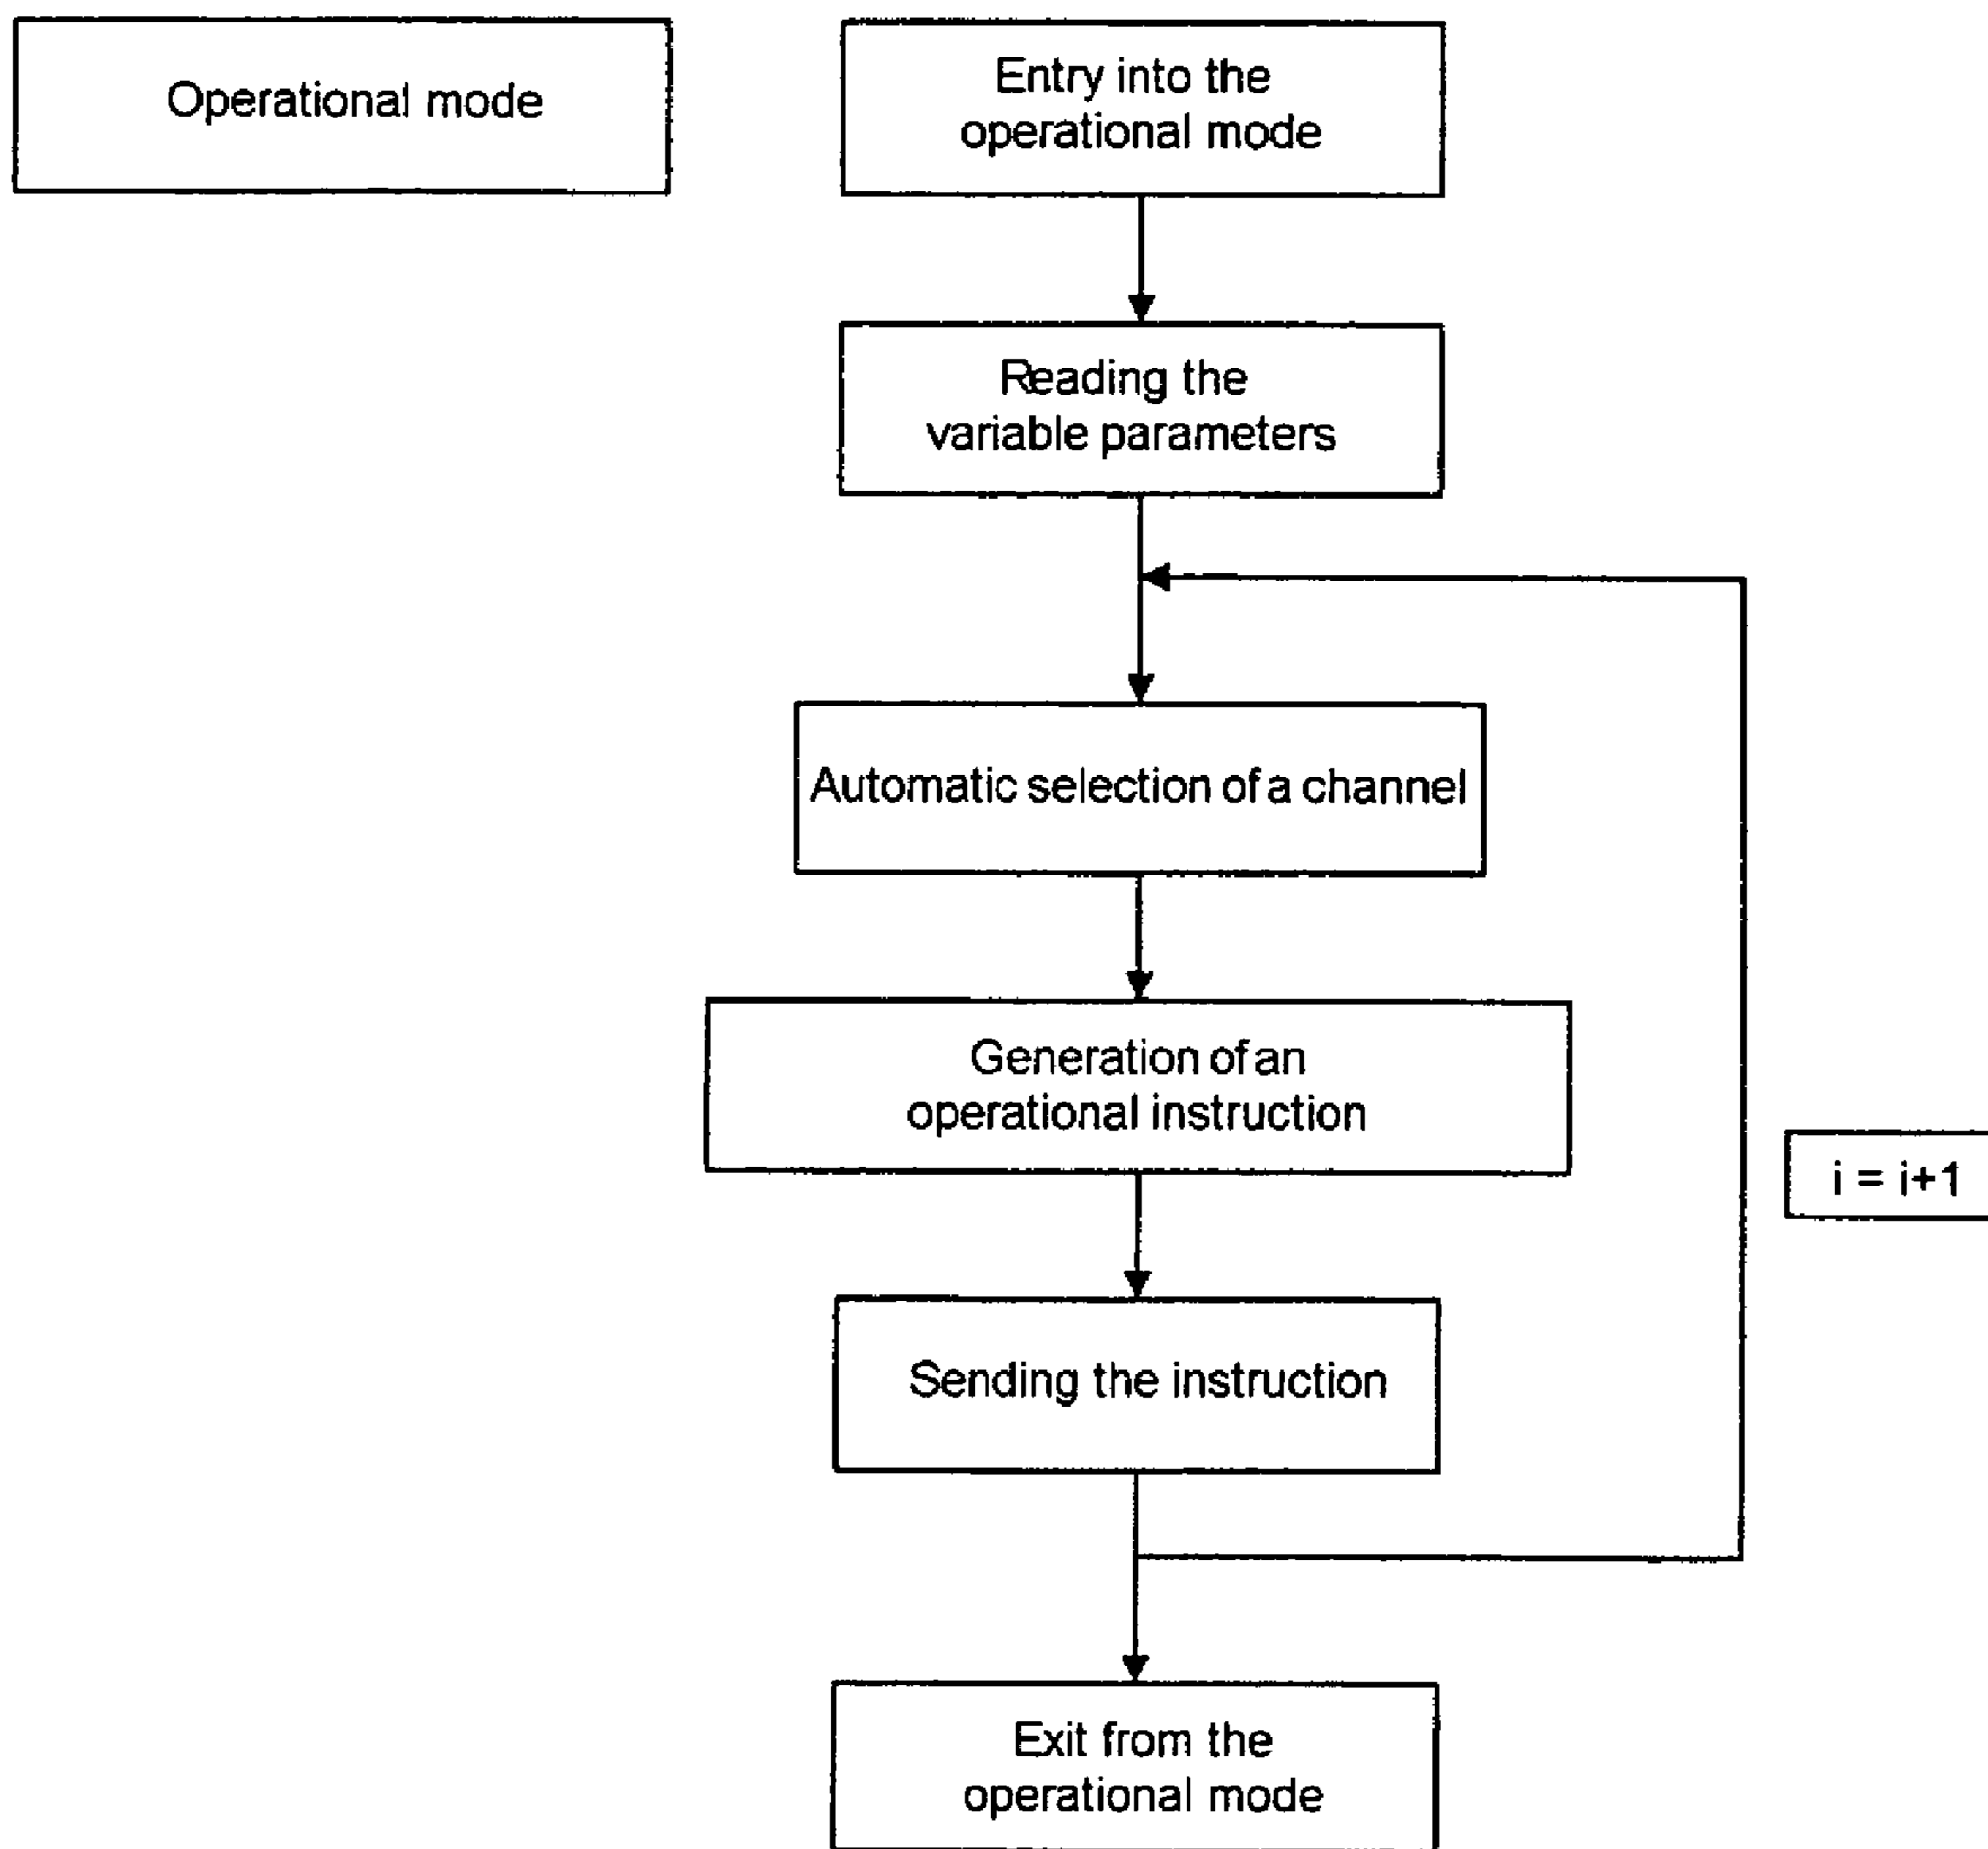 Operational mode
Entry into the
operational mode
Reading the
variable parameters
Automatic selection of a channel
Generation of an
operational instruction
i = i+1
Sending the instruction
Exit from the
operational mode